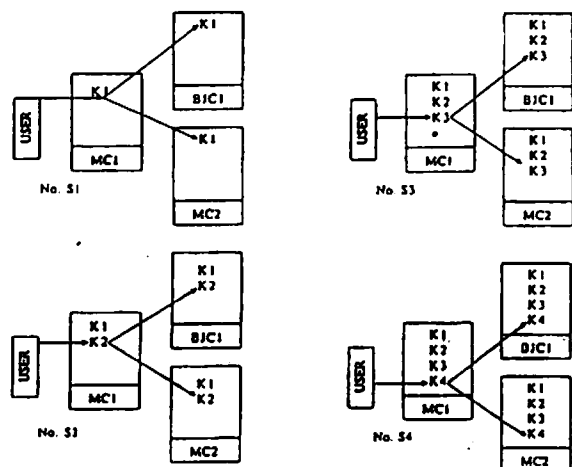 K1
BJC1
K1
USER
MC1
K1
MC2
No. S1
K1
K2
K3
BJC1
K1
K2
K3
USER
MC1
K1
K2
K3
MC2
No. S3
K1
K2
BJC1
K1
K2
USER
MC1
K1
K2
MC2
No. S2
K1
K2
K3
K4
BJC1
K1
K2
K3
K4
USER
MC1
K1
K2
K3
K4
MC2
No. S4